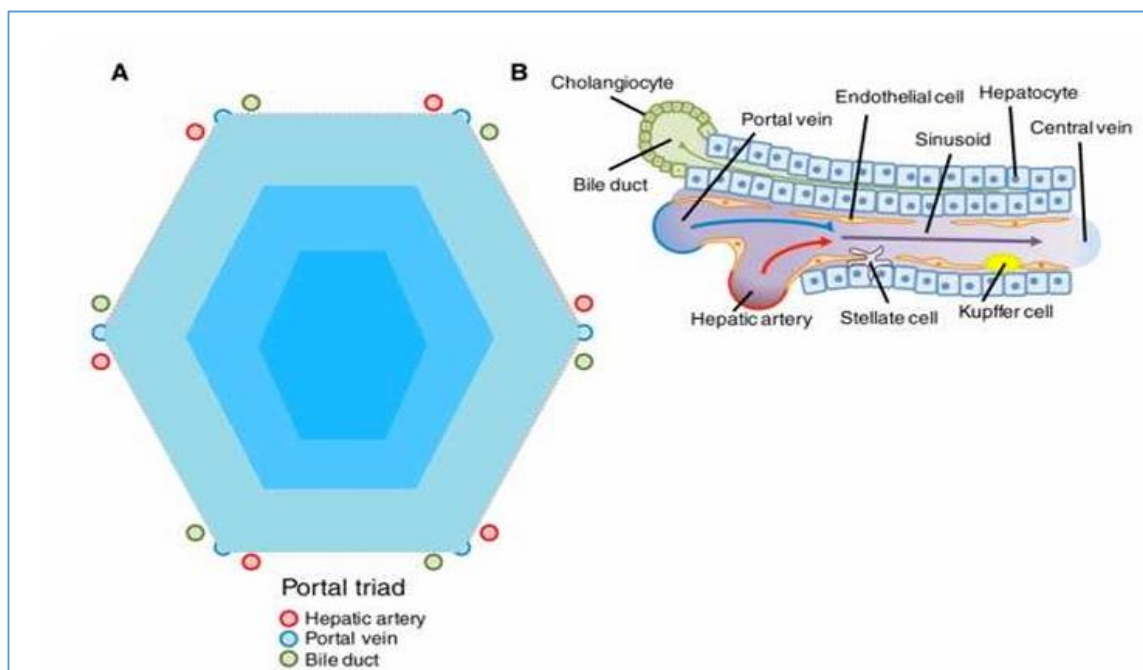 A
B
Cholangiocyte
Endothelial cell
Hepatocyte
Portal vein
Sinusoid
Central vein
Bile duct
Hepatic artery
Stellate cell
Kupffer cell
Portal triad
Hepatic artery
Portal vein
Bile duct